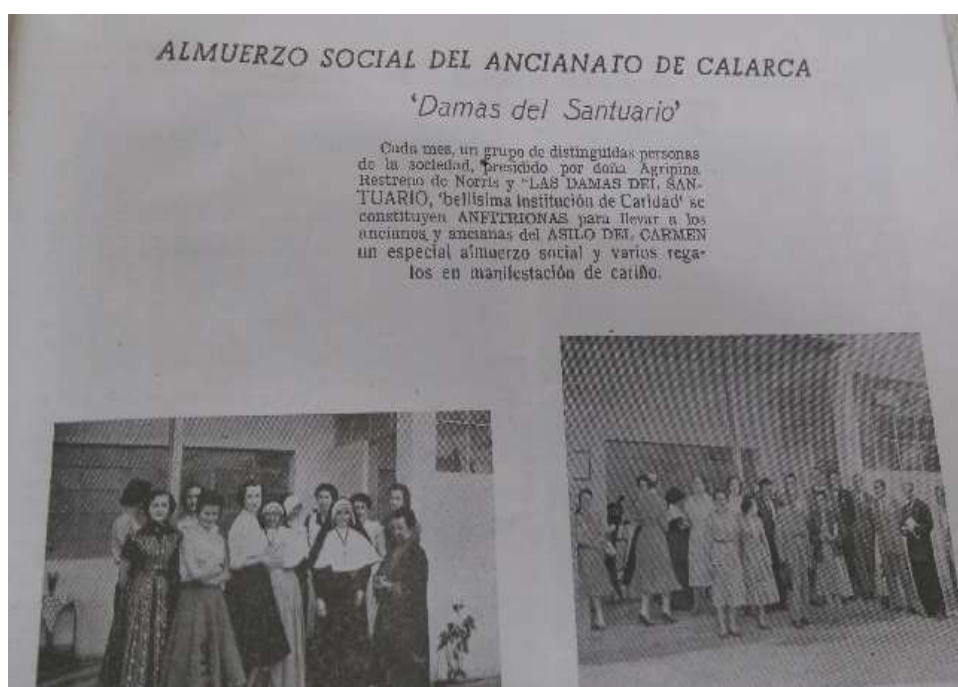 ALMUERZO SOCIAL DEL ANCIANATO DE CALARCA
'Damas del Santuario'
Cada mes, un grupo de distinguidas personas
de la sociedad, presidido por doña Agripina
Restrepo de Norris y "LAS DAMAS DEL SAN-
TUARIO, 'bellísima institución de Caridad' se
constituyen ANFITRIONAS para llevar a los
ancianos y ancianas del ASILO DEL CARMEN
un especial almuerzo social y varios rega-
los en manifestación de cariño.